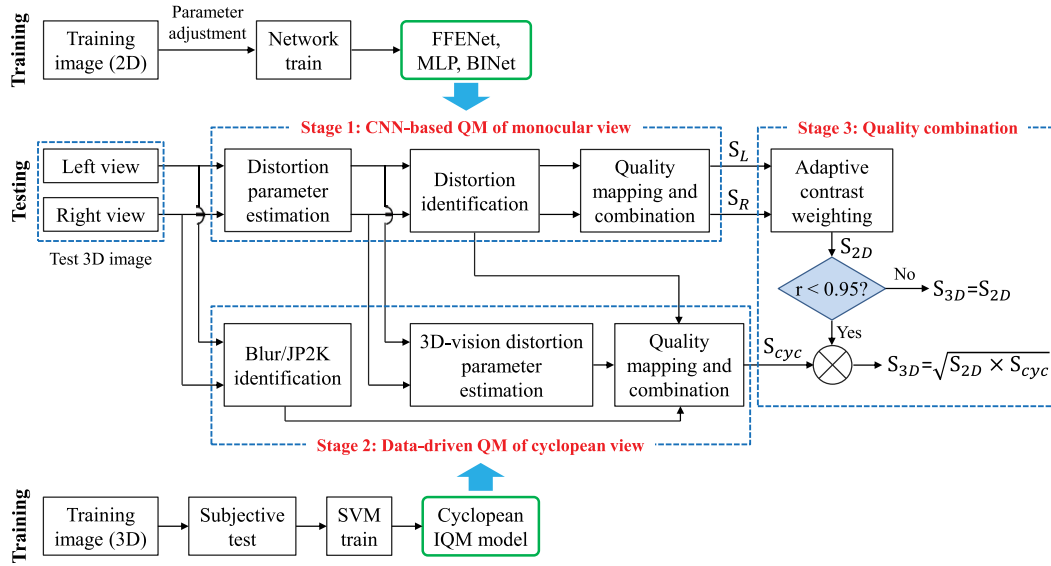 Training
Training
image (2D)
Parameter
adjustment
Network
train
FFENet,
MLP, BINet
Testing
Left view
Right view
Test 3D image
Stage 1: CNN-based QM of monocular view
Distortion
parameter
estimation
Distortion
identification
Quality
mapping and
combination
S_L
S_R
Stage 3: Quality combination
Adaptive
contrast
weighting
S_2D
r < 0.95?
No
S_3D=S_2D
Yes
S_3D=√S_2D × S_cyc
Blur/JP2K
identification
3D-vision distortion
parameter
estimation
Quality
mapping and
combination
S_cyc
Stage 2: Data-driven QM of cyclopean view
Training
Training
image (3D)
Subjective
test
SVM
train
Cyclopean
IQM model